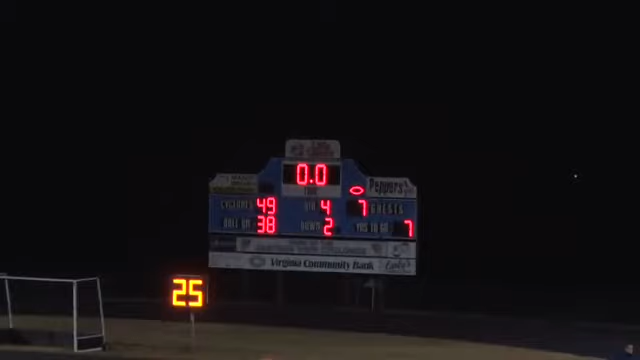 0.0
Peppers
CYCLONES 49 QTR 4 7 GUESTS
BALL ON 38 DOWN 2 YDS TO GO 7
Virginia Community Bank
25